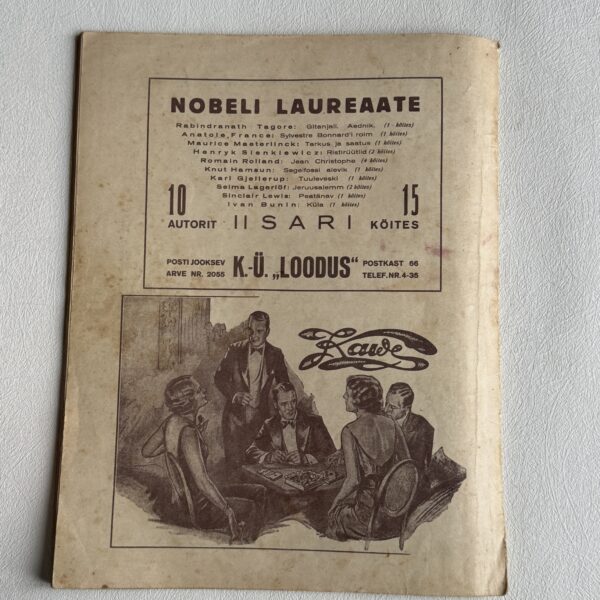 NOBELI LAUREAATE
Rabindranath Tagore: Gitanjali, Aednik. (1 köites)
Anatole France: Sylvestre Bonnard'i roim (1 köites)
Maurice Maeterlinck: Tarkus ja saatus (1 köites)
Henryk Sienkiewicz: Ristirüütlid (2 köites)
Romain Rolland: Jean Christophe (4 köites)
Knut Hamsun: Segelfossi alevik (1 köites)
Karl Gjellerup: Tuuleveski (1 köites)
Selma Lagerlöf: Jeruusalemm (2 köites)
Sinclair Lewis: Peatänav (1 köites)
Ivan Bunin: Küla (1 köites)
10 AUTORIT II SARI 15 KÖITES
POSTI JOOKSEV ARVE NR. 2055 K.-Ü. „LOODUS“ POSTKAST 66 TELEF. NR. 4-35
Kawe